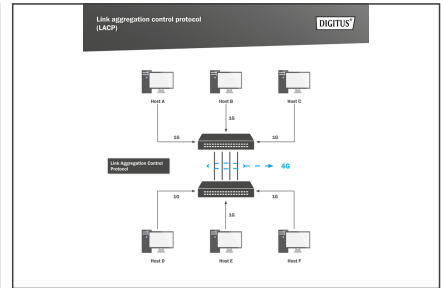 Link aggregation control protocol
(LACP)
DIGITUS®
Host A
Host B
Host C
1G
1G
1G
Link Aggregation Control
Protocol
4G
1G
1G
1G
Host D
Host E
Host F